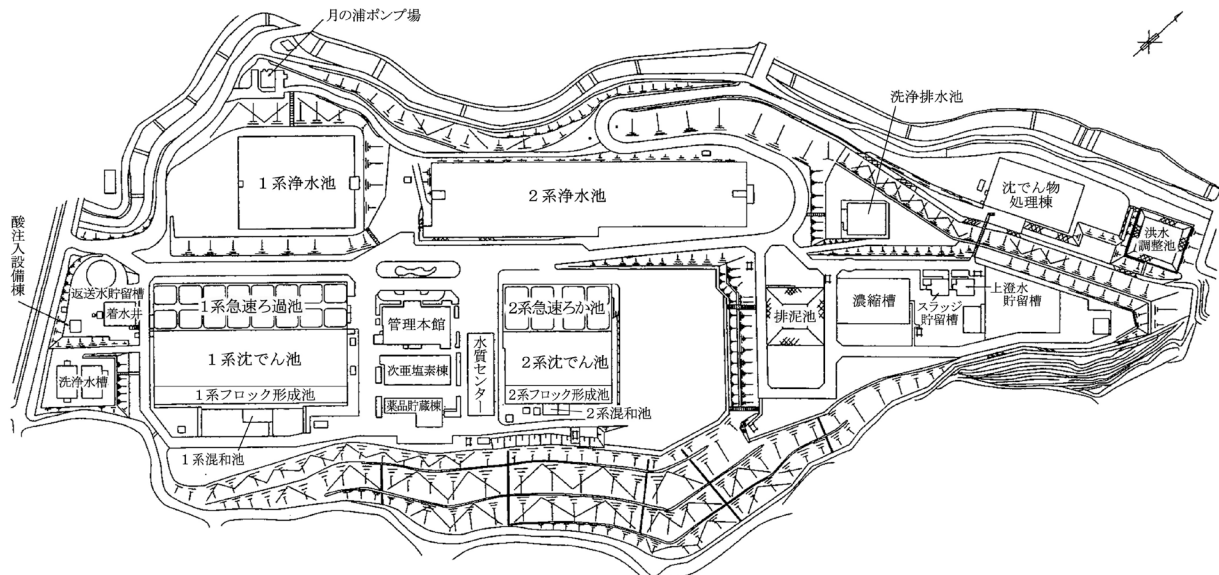 月の浦ポンプ場
洗浄排水池
1系浄水池
2系浄水池
沈でん物
処理棟
洪水
調整池
酸注入設備棟
返送水貯留槽
着水井
1系急速ろ過池
管理本館
2系急速ろか池
排泥池
濃縮槽
スラッジ
貯留槽
上澄水
貯留槽
1系沈でん池
次亜塩素棟
水質センター
2系沈でん池
洗浄水槽
1系フロック形成池
薬品貯蔵棟
2系フロック形成池
2系混和池
1系混和池